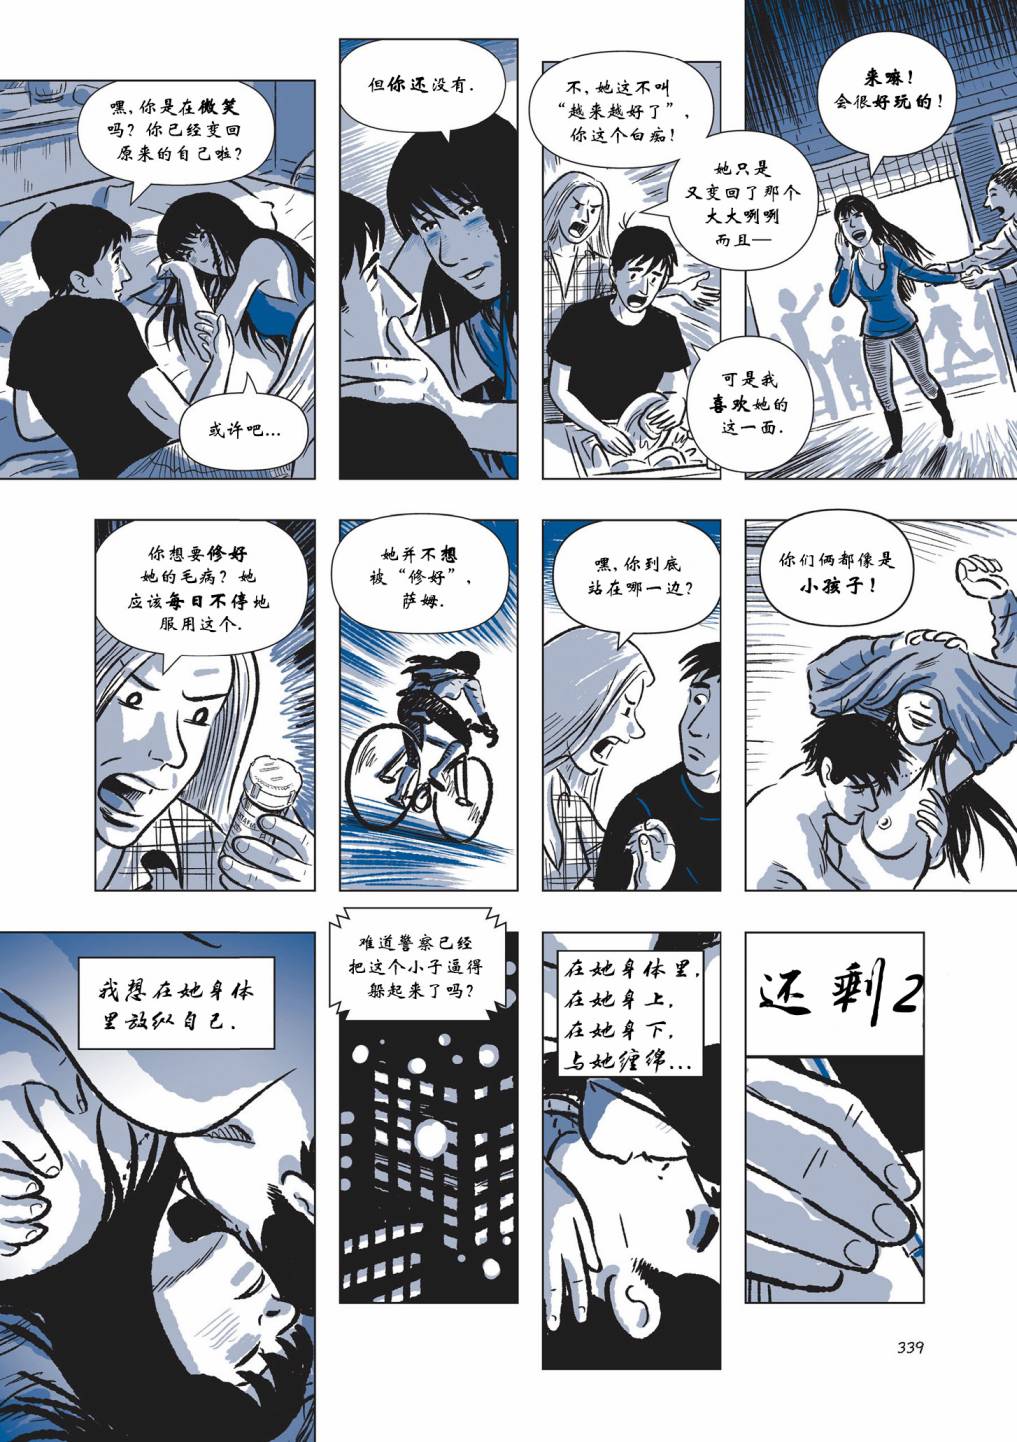 嘿,你是在微笑
吗?你已经变回
原来的自己啦?
或许吧...
但你还没有.
不,她这不叫
“越来越好了”,
你这个白痴!
她只是
又变回了那个
大大咧咧
而且—
可是我
喜欢她的
这一面.
来嘛!
会很好玩的!
你想要修好
她的毛病?她
应该每日不停地
服用这个.
她并不想
被“修好”,
萨姆.
嘿,你到底
站在哪一边?
你们俩都像是
小孩子!
我想在她身体
里放纵自己.
难道警察已经
把这个小子逼得
躲起来了吗?
在她身体里,
在她身上,
在她身下,
与她缠绵...
还剩2
339